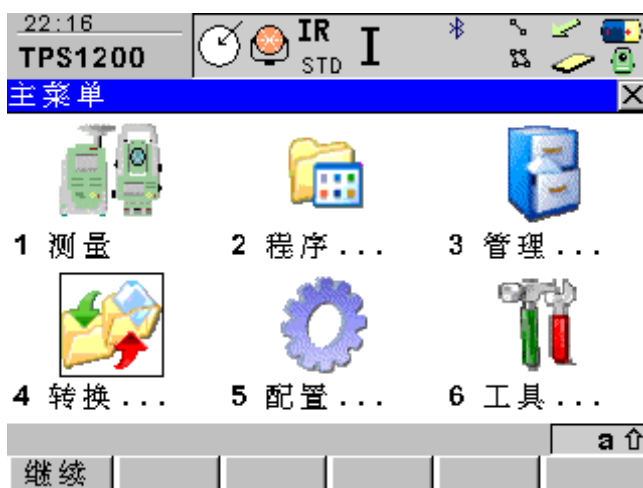 22:16
TPS1200
IR
STD
I
主菜单
1 测量
2 程序...
3 管理...
4 转换...
5 配置...
6 工具...
a
继续